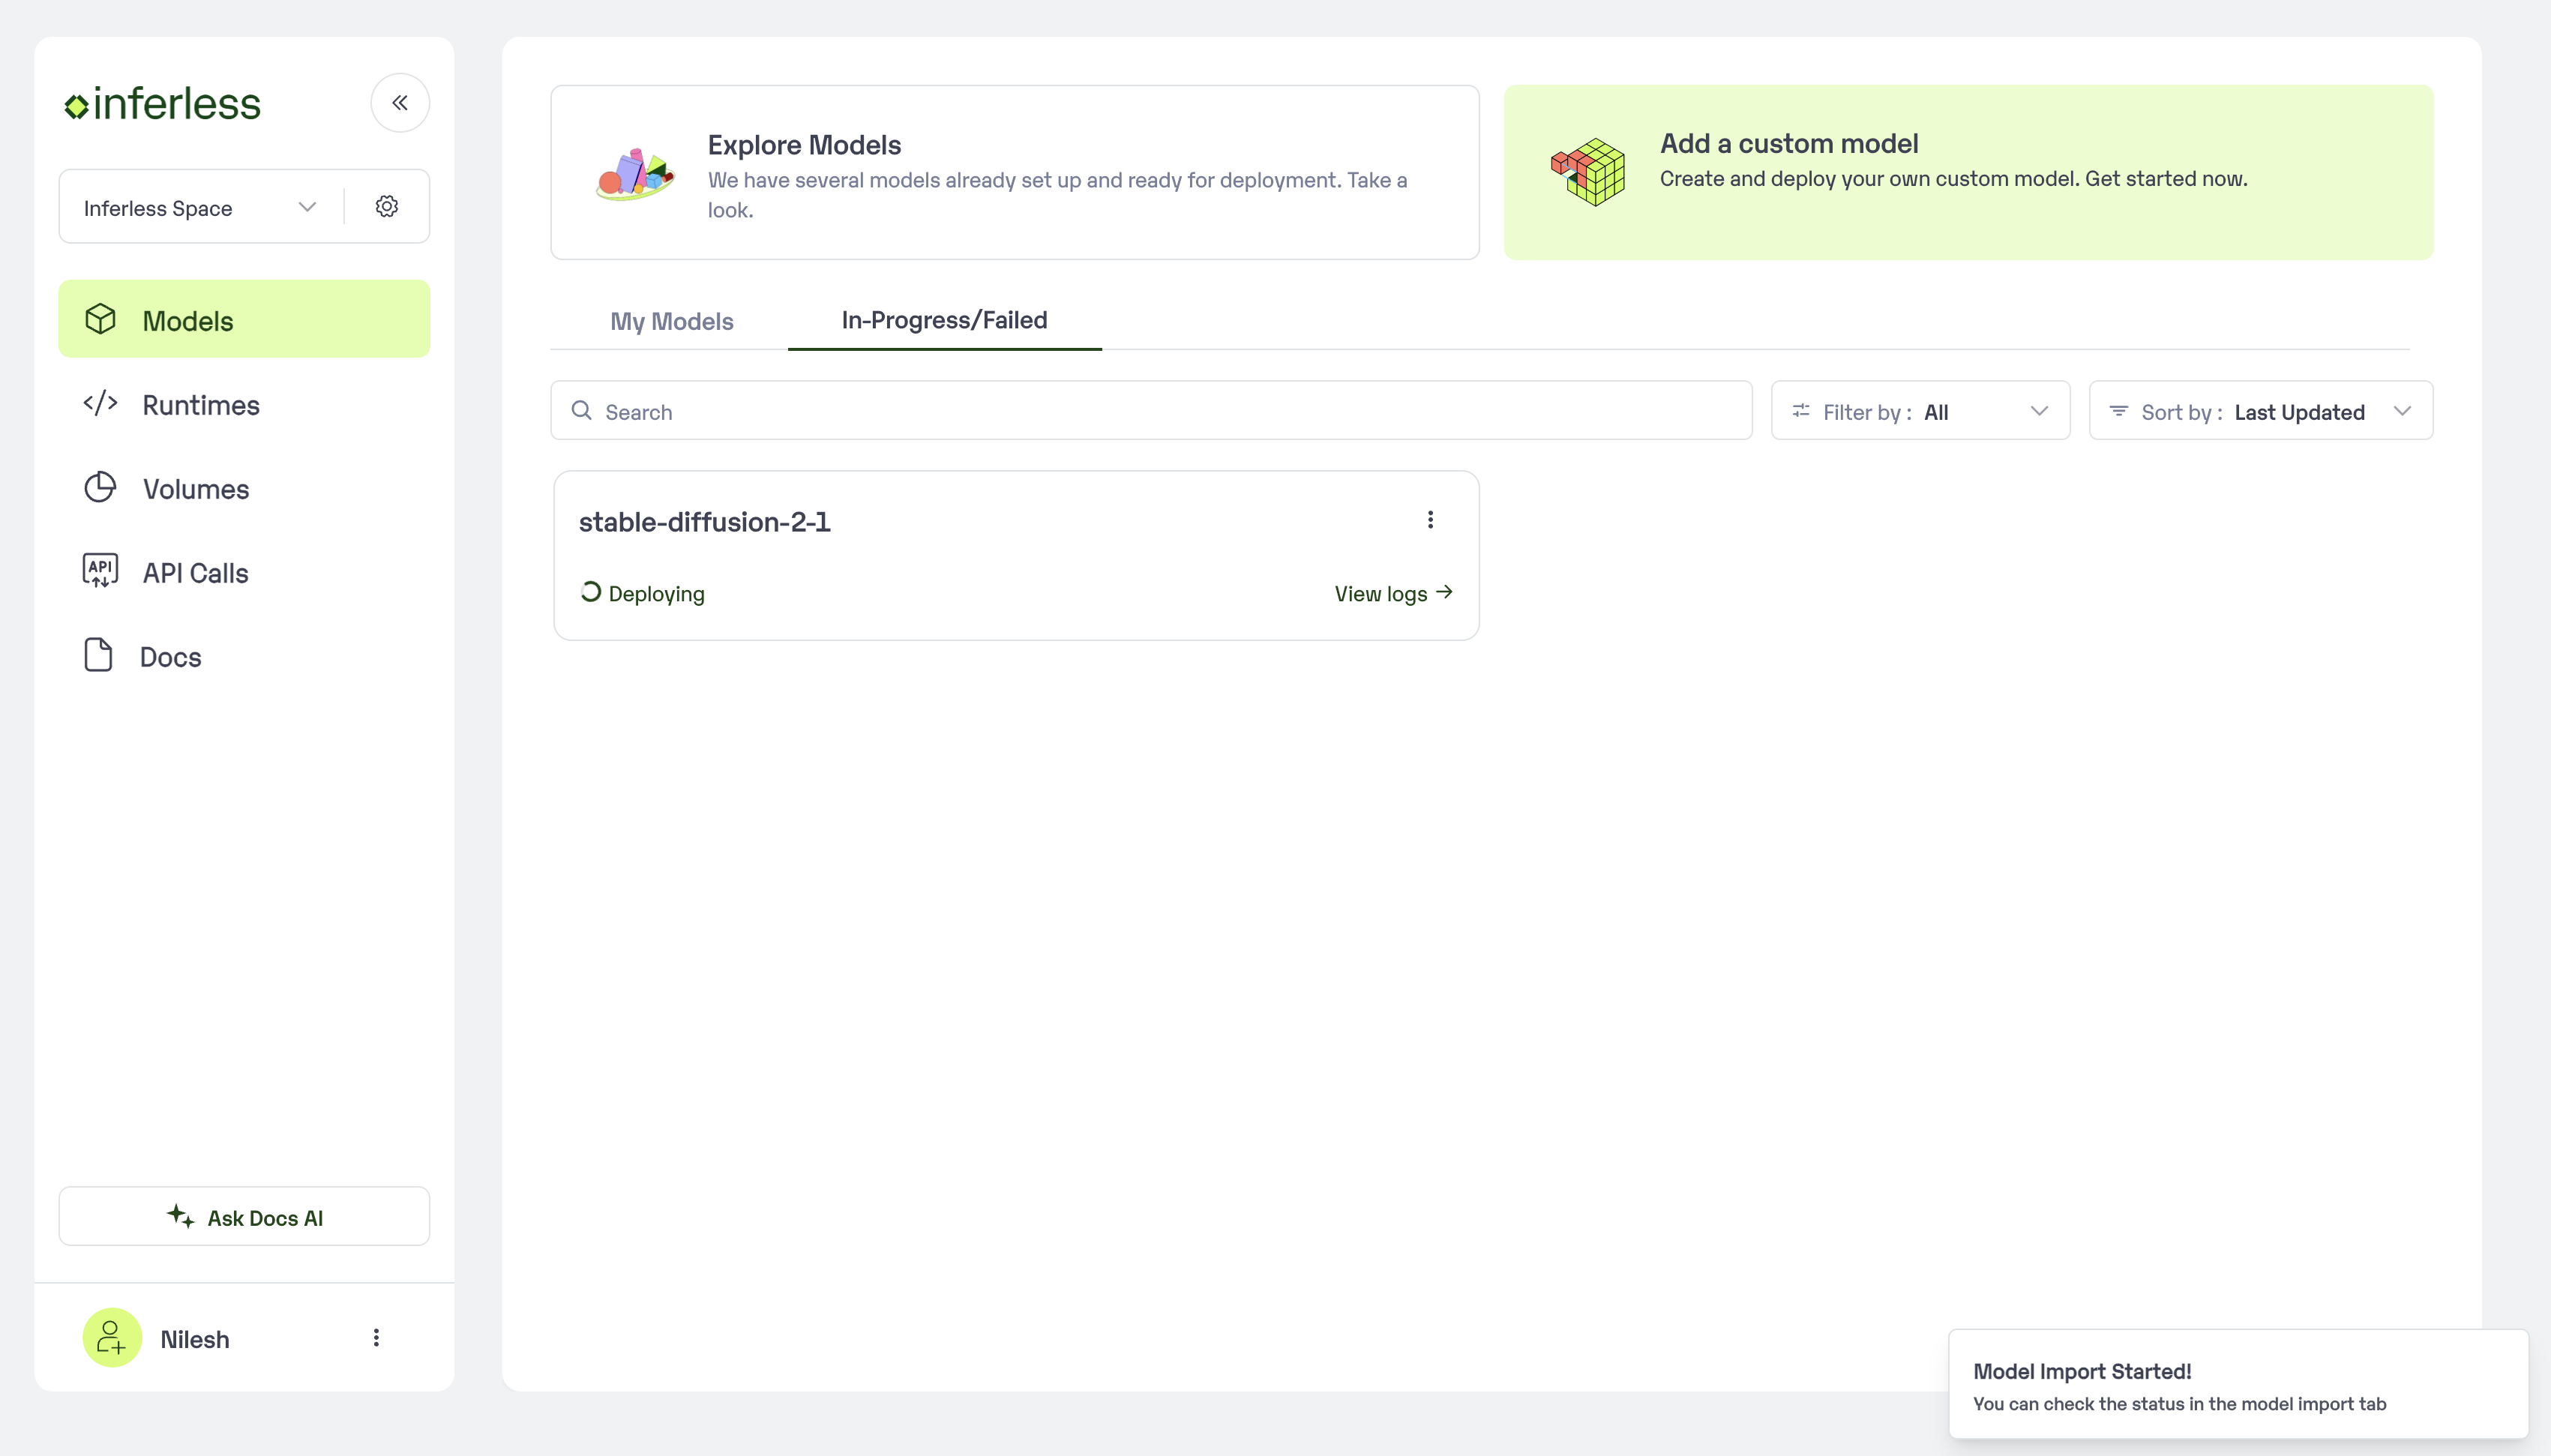 inferless
Inferless Space
Models
Runtimes
Volumes
API
API Calls
Docs
Ask Docs AI
Nilesh
Explore Models
We have several models already set up and ready for deployment. Take a
look.
Add a custom model
Create and deploy your own custom model. Get started now.
My Models
In-Progress/Failed
Search
Filter by : All
Sort by : Last Updated
stable-diffusion-2-1
Deploying
View logs →
Model Import Started!
You can check the status in the model import tab